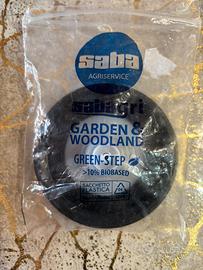 saba
AGRISERVICE
sabagri
GARDEN &
WOODLAND
GREEN-STEP
>10% BIOBASED
SACCHETTO
PLASTICA